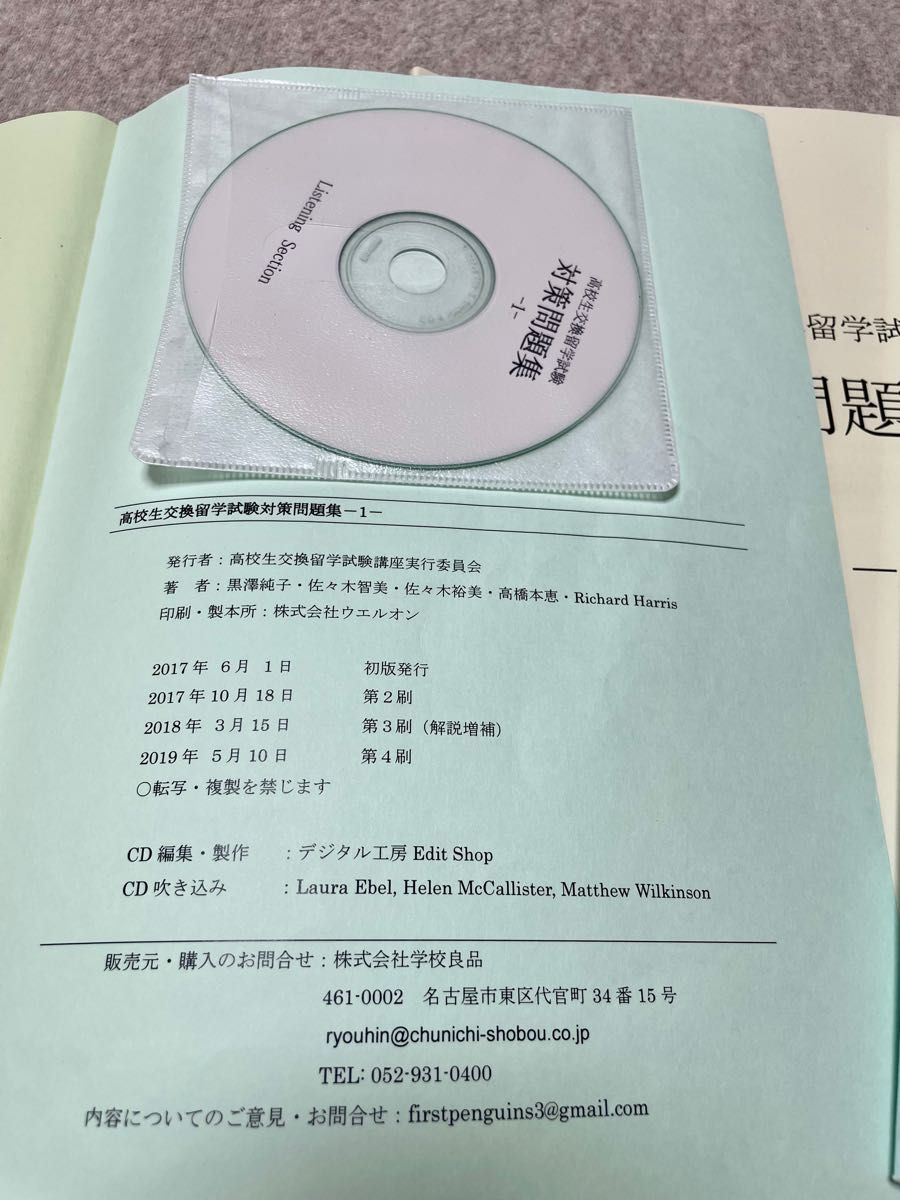 高校生交換留学試験
対策問題集
-1-
Listening Section
高校生交換留学試験対策問題集-1-
発行者：高校生交換留学試験講座実行委員会
著　者：黒澤純子・佐々木智美・佐々木裕美・高橋本恵・Richard Harris
印刷・製本所：株式会社ウエルオン
2017年 6月 1日　初版発行
2017年10月18日　第2刷
2018年 3月15日　第3刷（解説増補）
2019年 5月10日　第4刷
○転写・複製を禁じます
CD編集・製作　：デジタル工房 Edit Shop
CD吹き込み　：Laura Ebel, Helen McCallister, Matthew Wilkinson
販売元・購入のお問合せ：株式会社学校良品
461-0002　名古屋市東区代官町34番15号
ryouhin@chunichi-shobou.co.jp
TEL: 052-931-0400
内容についてのご意見・お問合せ：firstpenguins3@gmail.com
留学試
問題